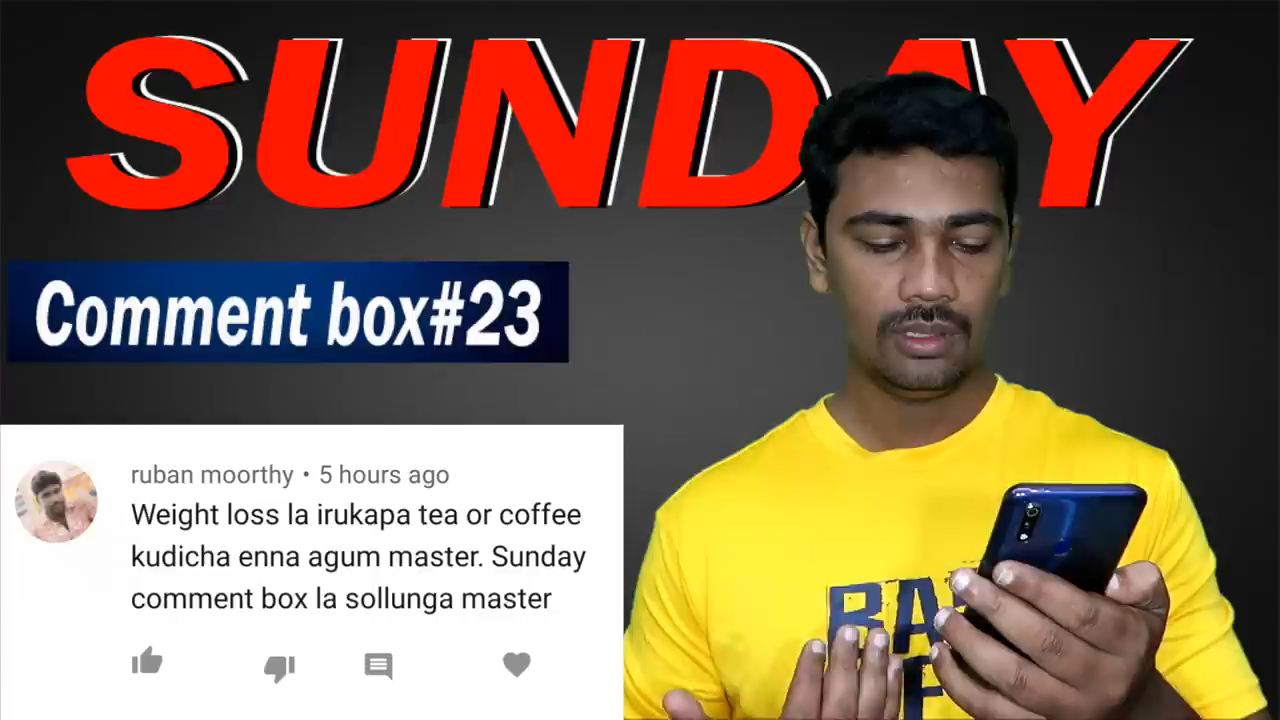 SUNDAY
Comment box#23
ruban moorthy • 5 hours ago
Weight loss la irukapa tea or coffee
kudicha enna agum master. Sunday
comment box la sollunga master